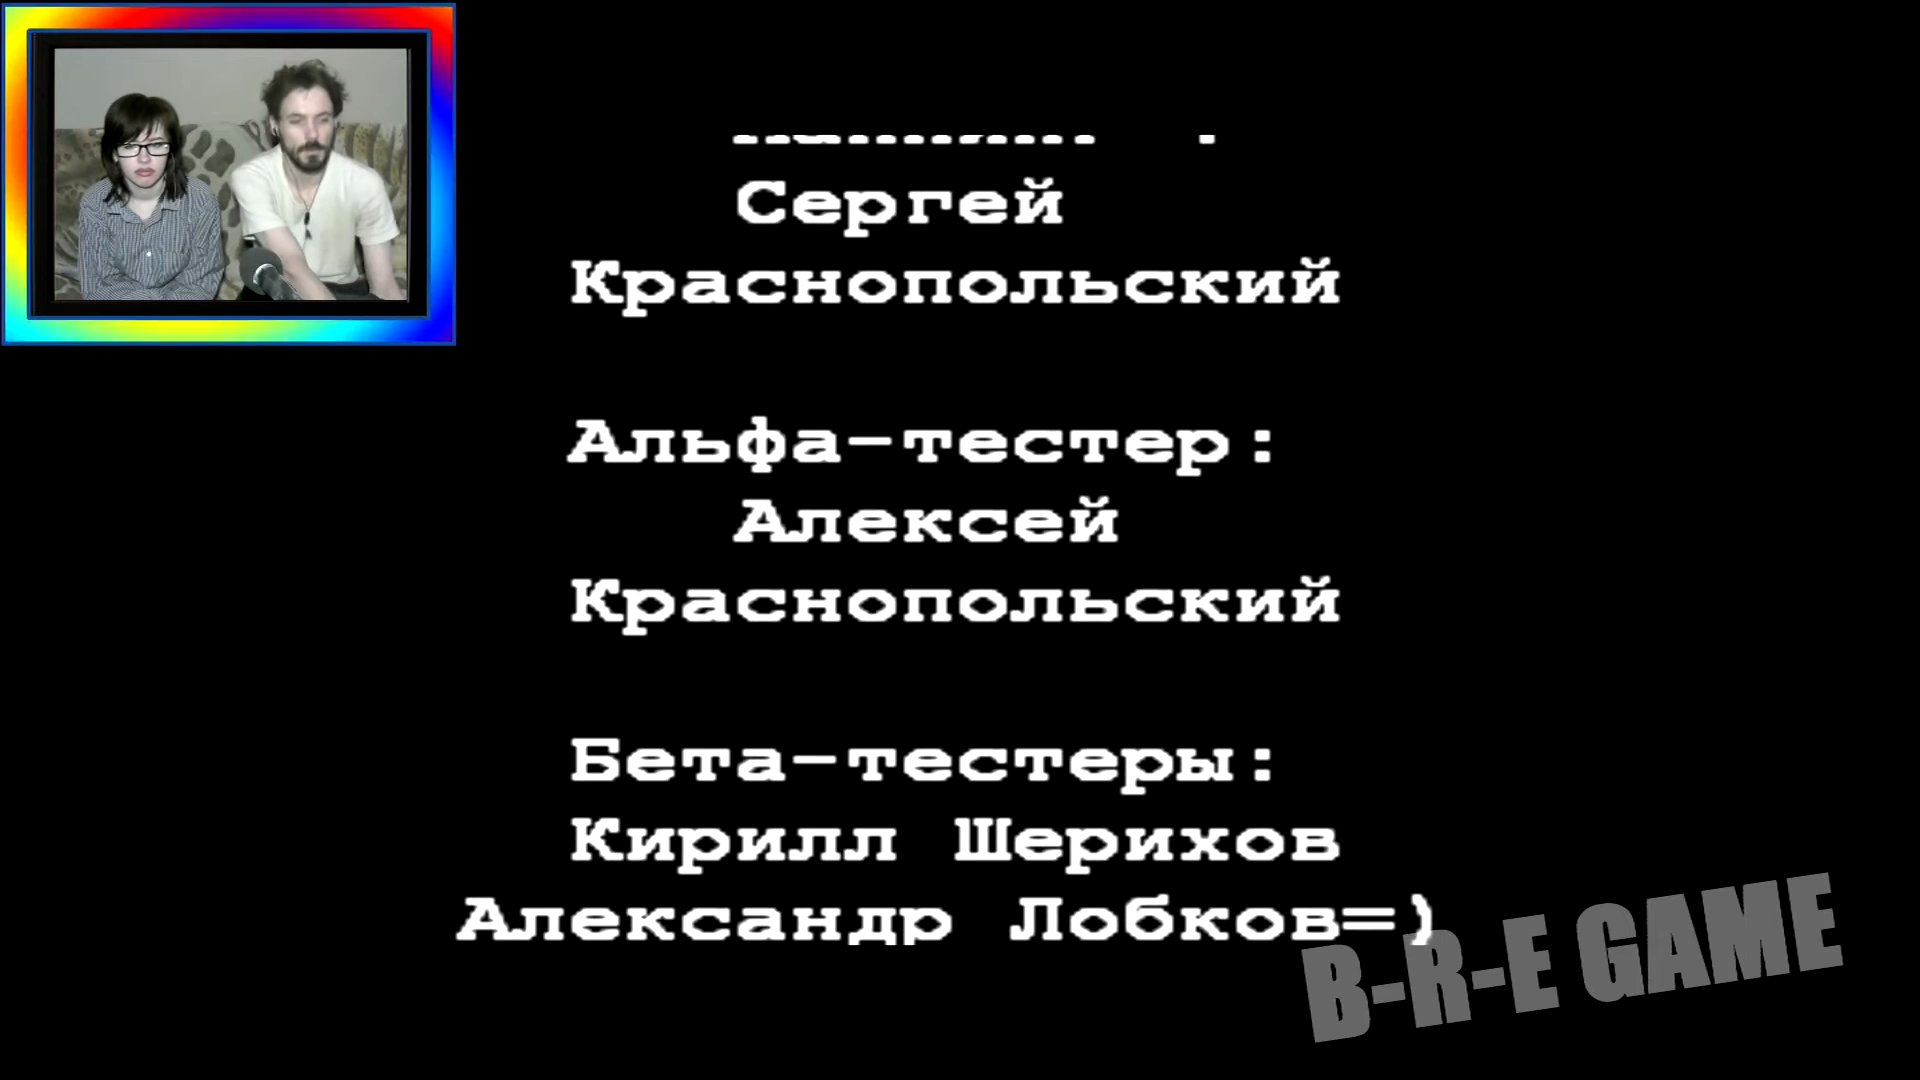 Сергей
Краснопольский
Альфа-тестер:
Алексей
Краснопольский
Бета-тестеры:
Кирилл Шерихов
Александр Лобков=)
B-R-E GAME